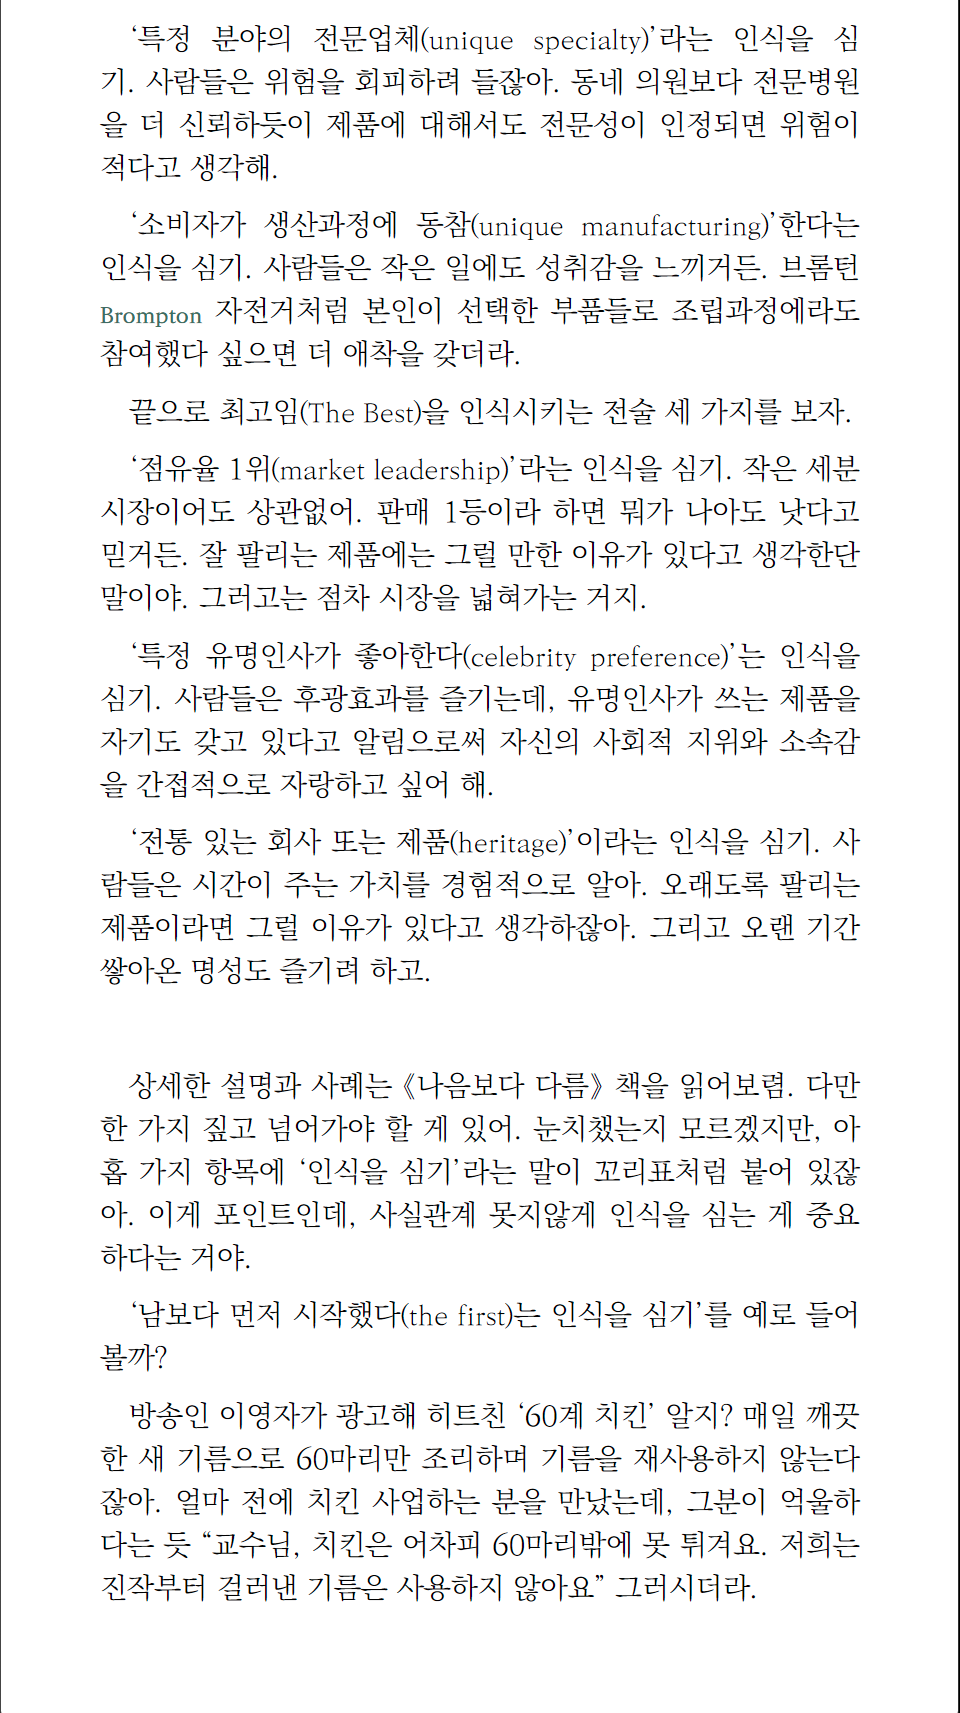 ‘특정 분야의 전문업체(unique specialty)’라는 인식을 심
기. 사람들은 위험을 회피하려 들잖아. 동네 의원보다 전문병원
을 더 신뢰하듯이 제품에 대해서도 전문성이 인정되면 위험이
적다고 생각해.
‘소비자가 생산과정에 동참(unique manufacturing)’한다는
인식을 심기. 사람들은 작은 일에도 성취감을 느끼거든. 브롬턴
Brompton 자전거처럼 본인이 선택한 부품들로 조립과정에라도
참여했다 싶으면 더 애착을 갖더라.
끝으로 최고임(The Best)을 인식시키는 전술 세 가지를 보자.
‘점유율 1위(market leadership)’라는 인식을 심기. 작은 세분
시장이어도 상관없어. 판매 1등이라 하면 뭐가 나아도 낫다고
믿거든. 잘 팔리는 제품에는 그럴 만한 이유가 있다고 생각한단
말이야. 그러고는 점차 시장을 넓혀가는 거지.
‘특정 유명인사가 좋아한다(celebrity preference)’는 인식을
심기. 사람들은 후광효과를 즐기는데, 유명인사가 쓰는 제품을
자기도 갖고 있다고 알림으로써 자신의 사회적 지위와 소속감
을 간접적으로 자랑하고 싶어 해.
‘전통 있는 회사 또는 제품(heritage)’이라는 인식을 심기. 사
람들은 시간이 주는 가치를 경험적으로 알아. 오래도록 팔리는
제품이라면 그럴 이유가 있다고 생각하잖아. 그리고 오랜 기간
쌓아온 명성도 즐기려 하고.
상세한 설명과 사례는 《나음보다 다름》 책을 읽어보렴. 다만
한 가지 짚고 넘어가야 할 게 있어. 눈치챘는지 모르겠지만, 아
홉 가지 항목에 ‘인식을 심기’라는 말이 꼬리표처럼 붙어 있잖
아. 이게 포인트인데, 사실관계 못지않게 인식을 심는 게 중요
하다는 거야.
‘남보다 먼저 시작했다(the first)는 인식을 심기’를 예로 들어
볼까?
방송인 이영자가 광고해 히트친 ‘60계 치킨’ 알지? 매일 깨끗
한 새 기름으로 60마리만 조리하며 기름을 재사용하지 않는다
잖아. 얼마 전에 치킨 사업하는 분을 만났는데, 그분이 억울하
다는 듯 “교수님, 치킨은 어차피 60마리밖에 못 튀겨요. 저희는
진작부터 걸러낸 기름은 사용하지 않아요” 그러시더라.